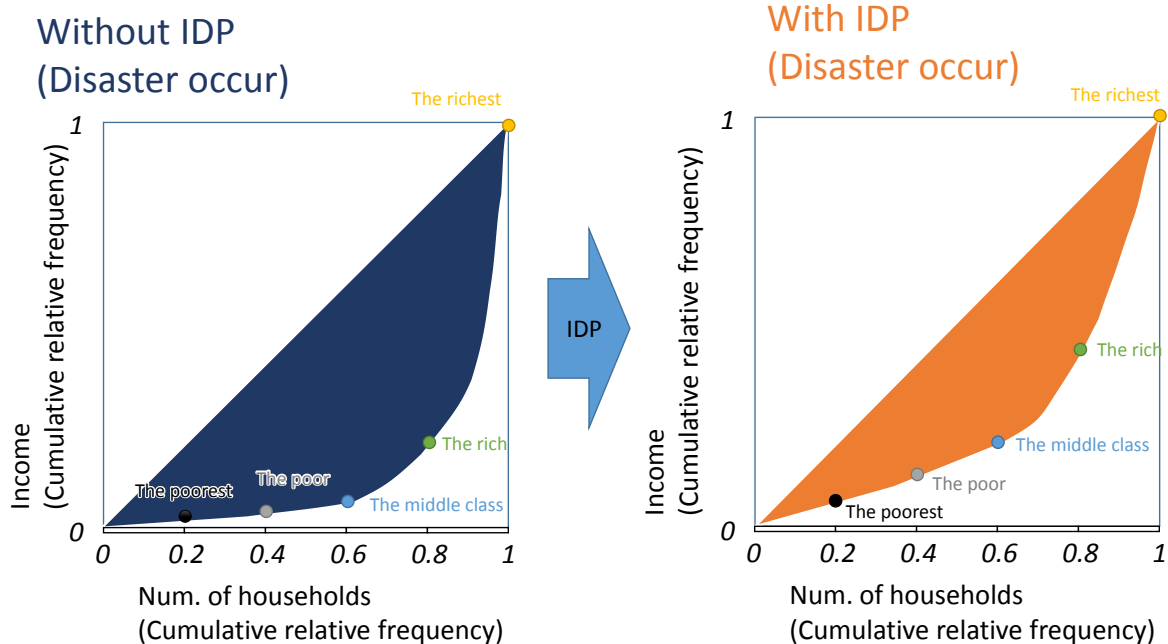 Without IDP
(Disaster occur)
The richest
1
Income
(Cumulative relative frequency)
The rich
The poor
The poorest
The middle class
0
0 0.2 0.4 0.6 0.8 1
Num. of households
(Cumulative relative frequency)
IDP
With IDP
(Disaster occur)
The richest
1
Income
(Cumulative relative frequency)
The rich
The middle class
The poor
The poorest
0
0 0.2 0.4 0.6 0.8 1
Num. of households
(Cumulative relative frequency)